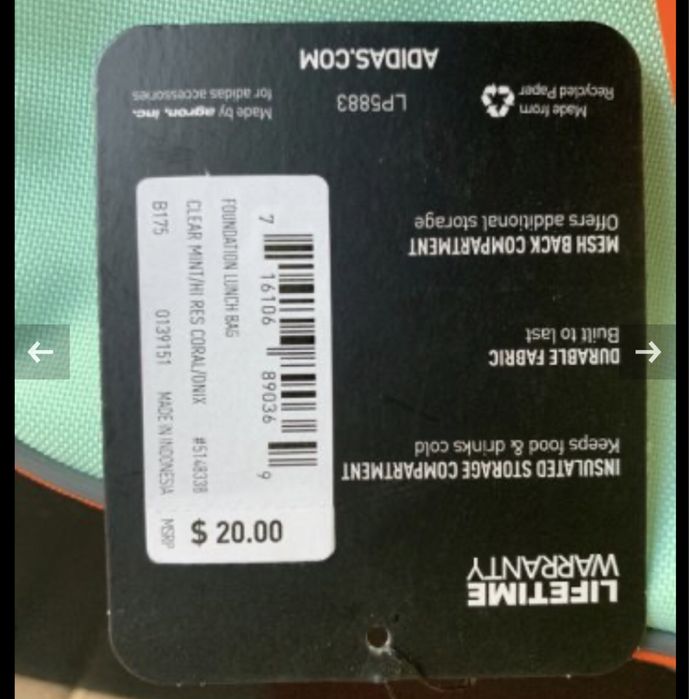 LIFETIME
WARRANTY
INSULATED STORAGE COMPARTMENT
Keeps food & drinks cold
DURABLE FABRIC
Built to last
MESH BACK COMPARTMENT
Offers additional storage
Made from
Recycled Paper
LP5883
Made by agron, inc.
for adidas accessories
ADIDAS.COM
7 16106 89036 9
FOUNDATION LUNCH BAG
CLEAR MINT/HI RES CORAL/ONIX #5148338
B175 0139151 MADE IN INDONESIA MSRP
$ 20.00